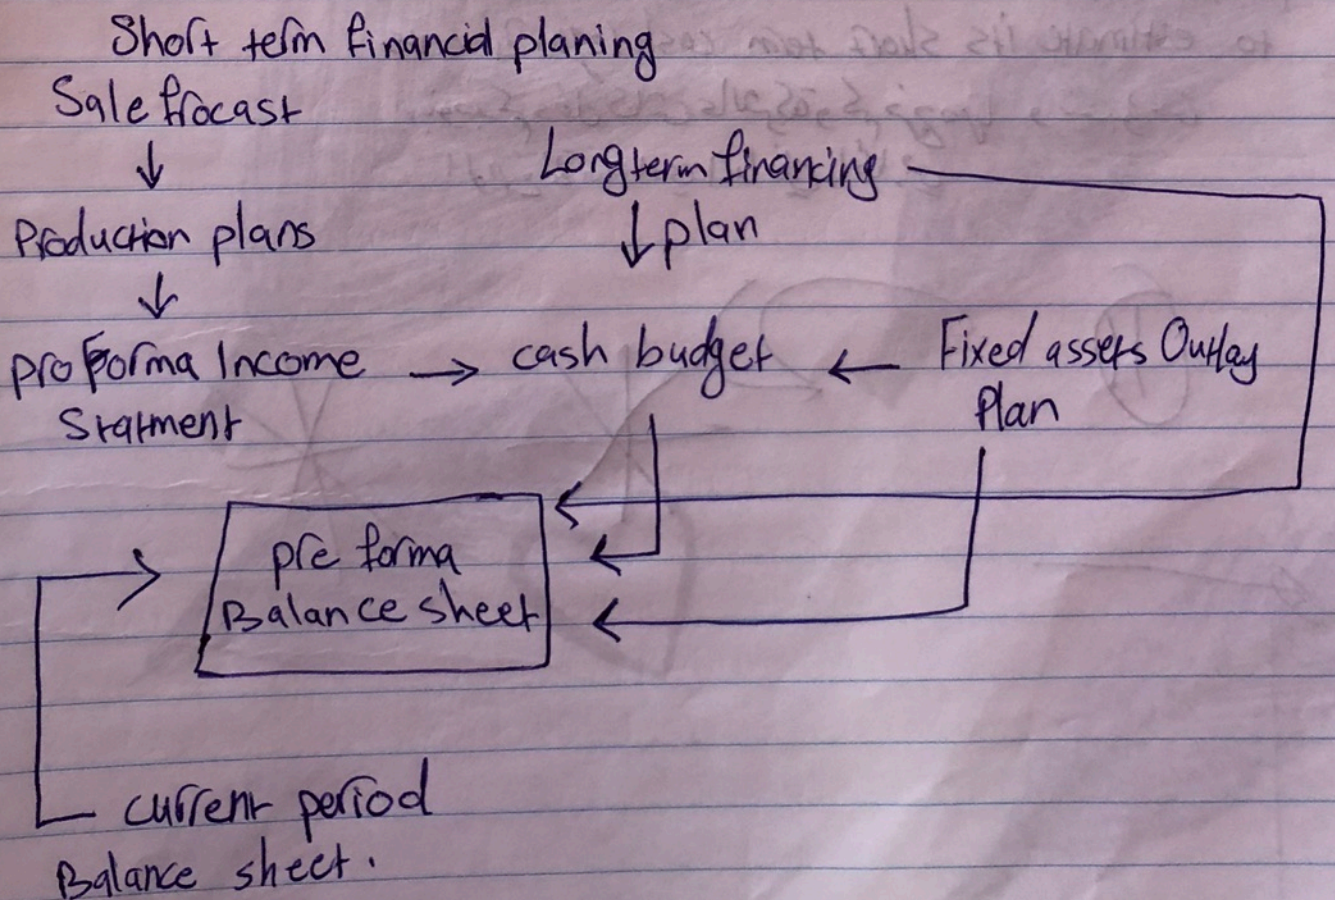 Short term financial planing
Sale frocast
↓
Long term financing
Production plans
↓ plan
↓
pro Forma Income
Statment
→ cash budget ←
Fixed assets Outlay
Plan
pre forma
Balance sheet
current period
Balance sheet.